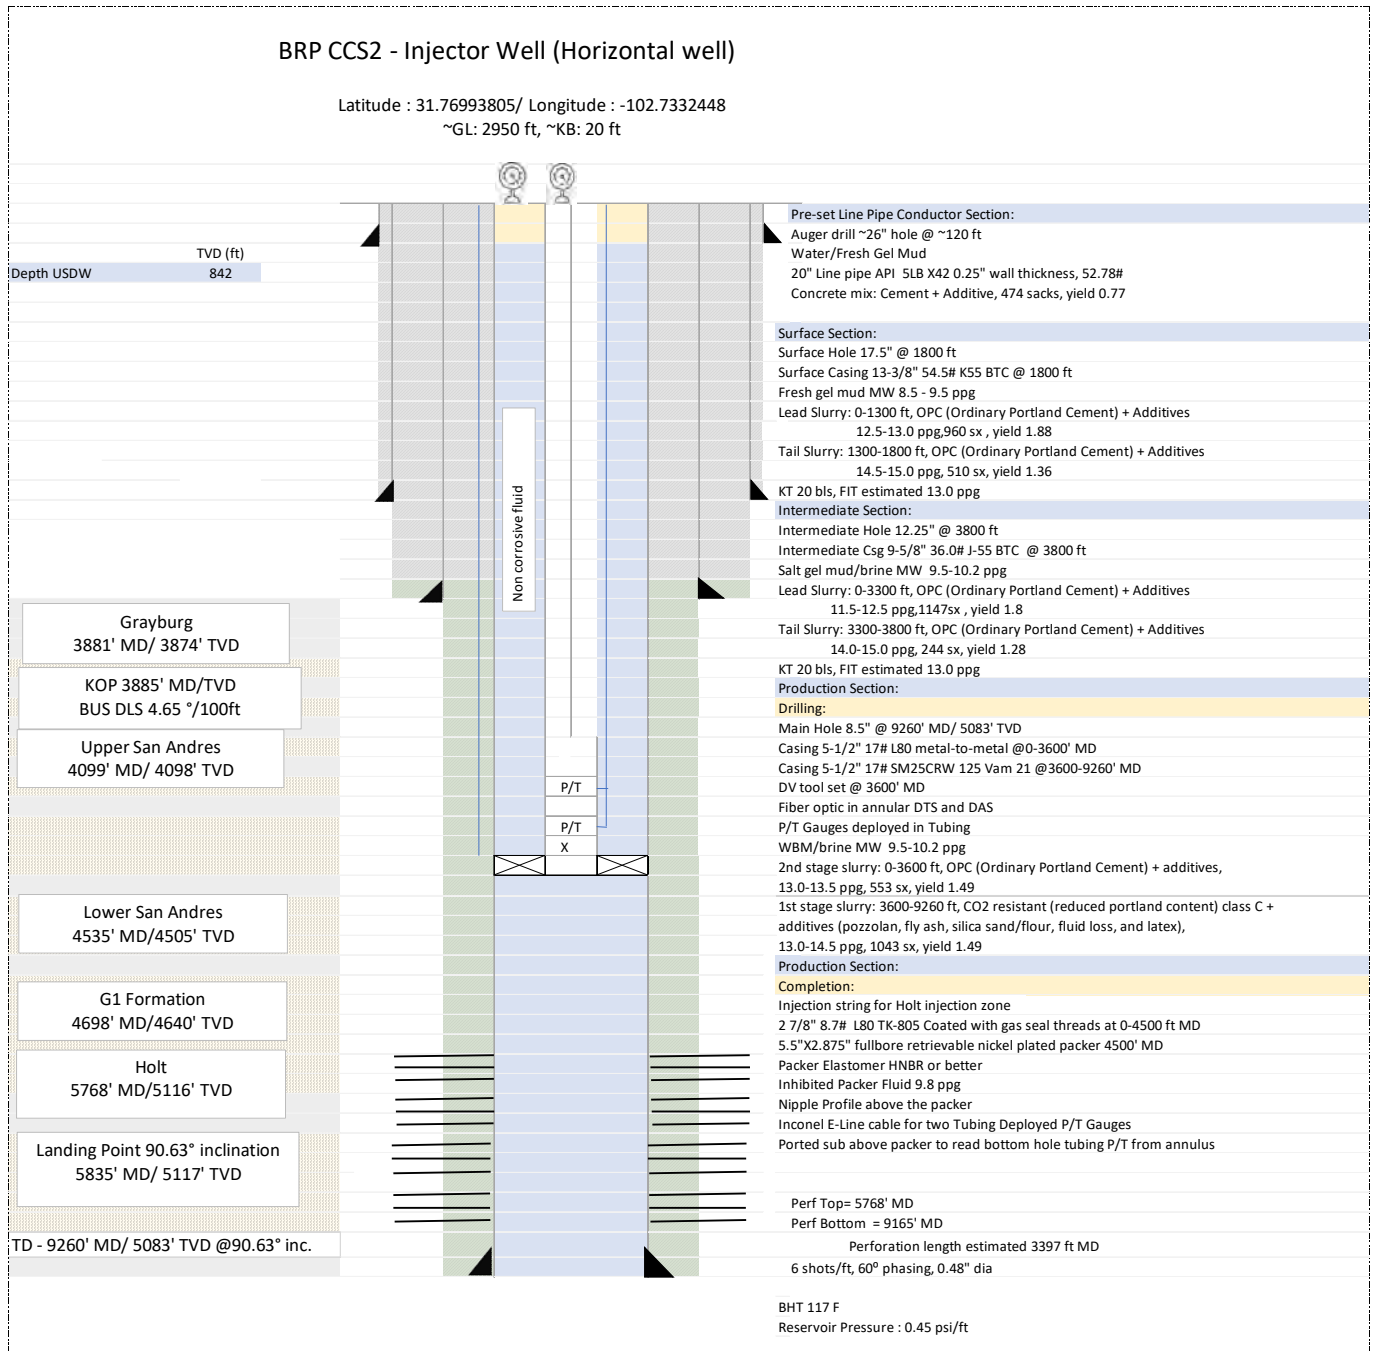 BRP CCS2 - Injector Well (Horizontal well)
Latitude : 31.76993805/ Longitude : -102.7332448
~GL: 2950 ft, ~KB: 20 ft
TVD (ft)
Depth USDW 842
Non corrosive fluid
Grayburg
3881' MD/ 3874' TVD
KOP 3885' MD/TVD
BUS DLS 4.65 °/100ft
Upper San Andres
4099' MD/ 4098' TVD
Lower San Andres
4535' MD/4505' TVD
G1 Formation
4698' MD/4640' TVD
Holt
5768' MD/5116' TVD
Landing Point 90.63° inclination
5835' MD/ 5117' TVD
TD - 9260' MD/ 5083' TVD @90.63° inc.
P/T
P/T
X
Pre-set Line Pipe Conductor Section:
Auger drill ~26" hole @ ~120 ft
Water/Fresh Gel Mud
20" Line pipe API 5LB X42 0.25" wall thickness, 52.78#
Concrete mix: Cement + Additive, 474 sacks, yield 0.77
Surface Section:
Surface Hole 17.5" @ 1800 ft
Surface Casing 13-3/8" 54.5# K55 BTC @ 1800 ft
Fresh gel mud MW 8.5 - 9.5 ppg
Lead Slurry: 0-1300 ft, OPC (Ordinary Portland Cement) + Additives
12.5-13.0 ppg,960 sx , yield 1.88
Tail Slurry: 1300-1800 ft, OPC (Ordinary Portland Cement) + Additives
14.5-15.0 ppg, 510 sx, yield 1.36
KT 20 bls, FIT estimated 13.0 ppg
Intermediate Section:
Intermediate Hole 12.25" @ 3800 ft
Intermediate Csg 9-5/8" 36.0# J-55 BTC @ 3800 ft
Salt gel mud/brine MW 9.5-10.2 ppg
Lead Slurry: 0-3300 ft, OPC (Ordinary Portland Cement) + Additives
11.5-12.5 ppg,1147sx , yield 1.8
Tail Slurry: 3300-3800 ft, OPC (Ordinary Portland Cement) + Additives
14.0-15.0 ppg, 244 sx, yield 1.28
KT 20 bls, FIT estimated 13.0 ppg
Production Section:
Drilling:
Main Hole 8.5" @ 9260' MD/ 5083' TVD
Casing 5-1/2" 17# L80 metal-to-metal @0-3600' MD
Casing 5-1/2" 17# SM25CRW 125 Vam 21 @3600-9260' MD
DV tool set @ 3600' MD
Fiber optic in annular DTS and DAS
P/T Gauges deployed in Tubing
WBM/brine MW 9.5-10.2 ppg
2nd stage slurry: 0-3600 ft, OPC (Ordinary Portland Cement) + additives,
13.0-13.5 ppg, 553 sx, yield 1.49
1st stage slurry: 3600-9260 ft, CO2 resistant (reduced portland content) class C +
additives (pozzolan, fly ash, silica sand/flour, fluid loss, and latex),
13.0-14.5 ppg, 1043 sx, yield 1.49
Production Section:
Completion:
Injection string for Holt injection zone
2 7/8" 8.7# L80 TK-805 Coated with gas seal threads at 0-4500 ft MD
5.5"X2.875" fullbore retrievable nickel plated packer 4500' MD
Packer Elastomer HNBR or better
Inhibited Packer Fluid 9.8 ppg
Nipple Profile above the packer
Inconel E-Line cable for two Tubing Deployed P/T Gauges
Ported sub above packer to read bottom hole tubing P/T from annulus
Perf Top= 5768' MD
Perf Bottom = 9165' MD
Perforation length estimated 3397 ft MD
6 shots/ft, 60º phasing, 0.48" dia
BHT 117 F
Reservoir Pressure : 0.45 psi/ft